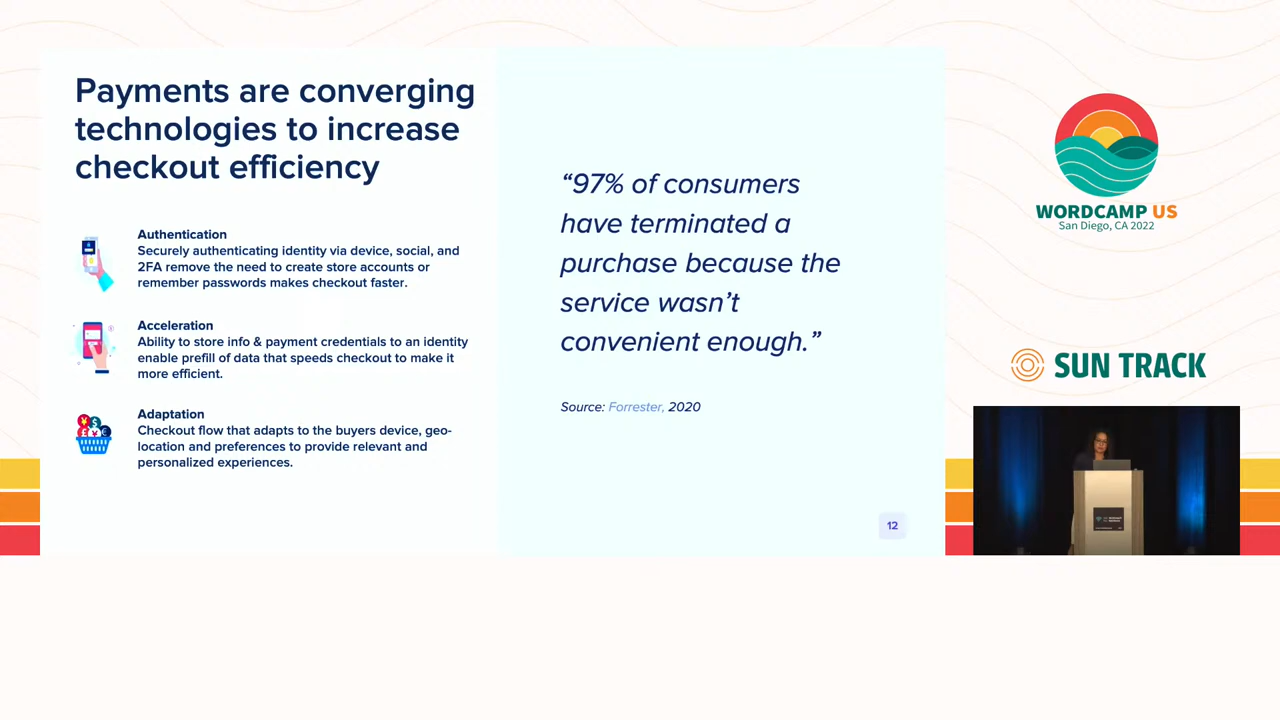 Payments are converging
technologies to increase
checkout efficiency
Authentication
Securely authenticating identity via device, social, and
2FA remove the need to create store accounts or
remember passwords makes checkout faster.
Acceleration
Ability to store info & payment credentials to an identity
enable prefill of data that speeds checkout to make it
more efficient.
Adaptation
Checkout flow that adapts to the buyers device, geo-
location and preferences to provide relevant and
personalized experiences.
“97% of consumers
have terminated a
purchase because the
service wasn’t
convenient enough.”
Source: Forrester, 2020
12
WORDCAMP US
San Diego, CA 2022
SUN TRACK